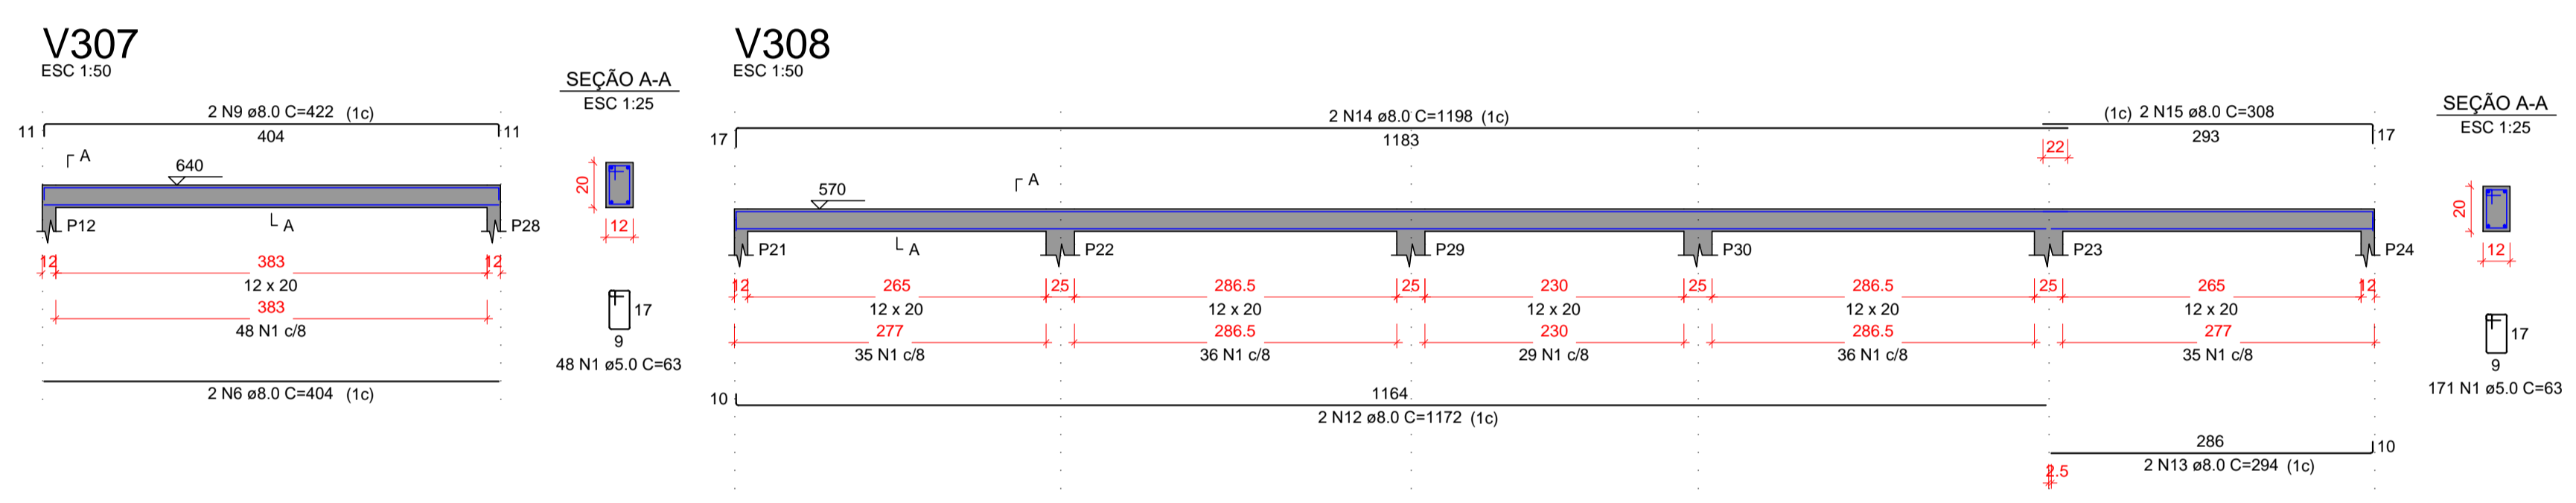 V307
ESC 1:50
2 N9 ø8.0 C=422 (1c)
11
404
11
A
640
A
P12
P28
12
383
12
12 x 20
383
48 N1 c/8
2 N6 ø8.0 C=404 (1c)
SEÇÃO A-A
ESC 1:25
20
12
17
9
48 N1 ø5.0 C=63
V308
ESC 1:50
2 N14 ø8.0 C=1198 (1c)
(1c) 2 N15 ø8.0 C=308
17
1183
293
17
22
A
570
A
P21
P22
P29
P30
P23
P24
12
265
25
286.5
25
230
25
286.5
25
265
12
12 x 20
12 x 20
12 x 20
12 x 20
12 x 20
277
286.5
230
286.5
277
35 N1 c/8
36 N1 c/8
29 N1 c/8
36 N1 c/8
35 N1 c/8
10
1164
2 N12 ø8.0 C=1172 (1c)
286
10
2 N13 ø8.0 C=294 (1c)
2.5
SEÇÃO A-A
ESC 1:25
20
12
17
9
171 N1 ø5.0 C=63